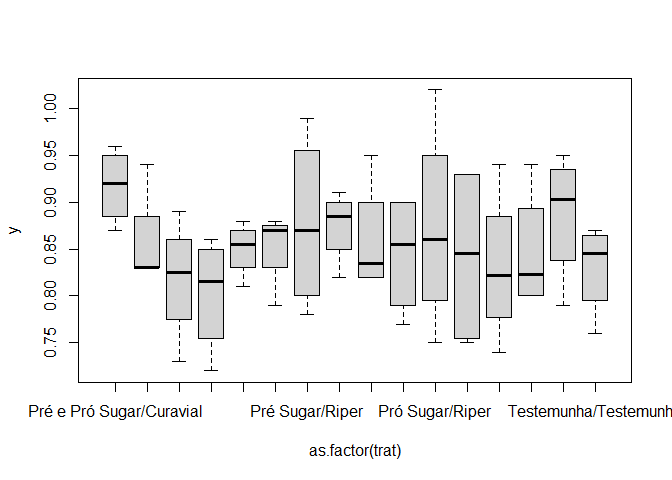 1.00
0.95
0.90
0.85
0.80
0.75
y
Pré e Pró Sugar/Curavial Pré Sugar/Riper Pró Sugar/Riper Testemunha/Testemunh
as.factor(trat)